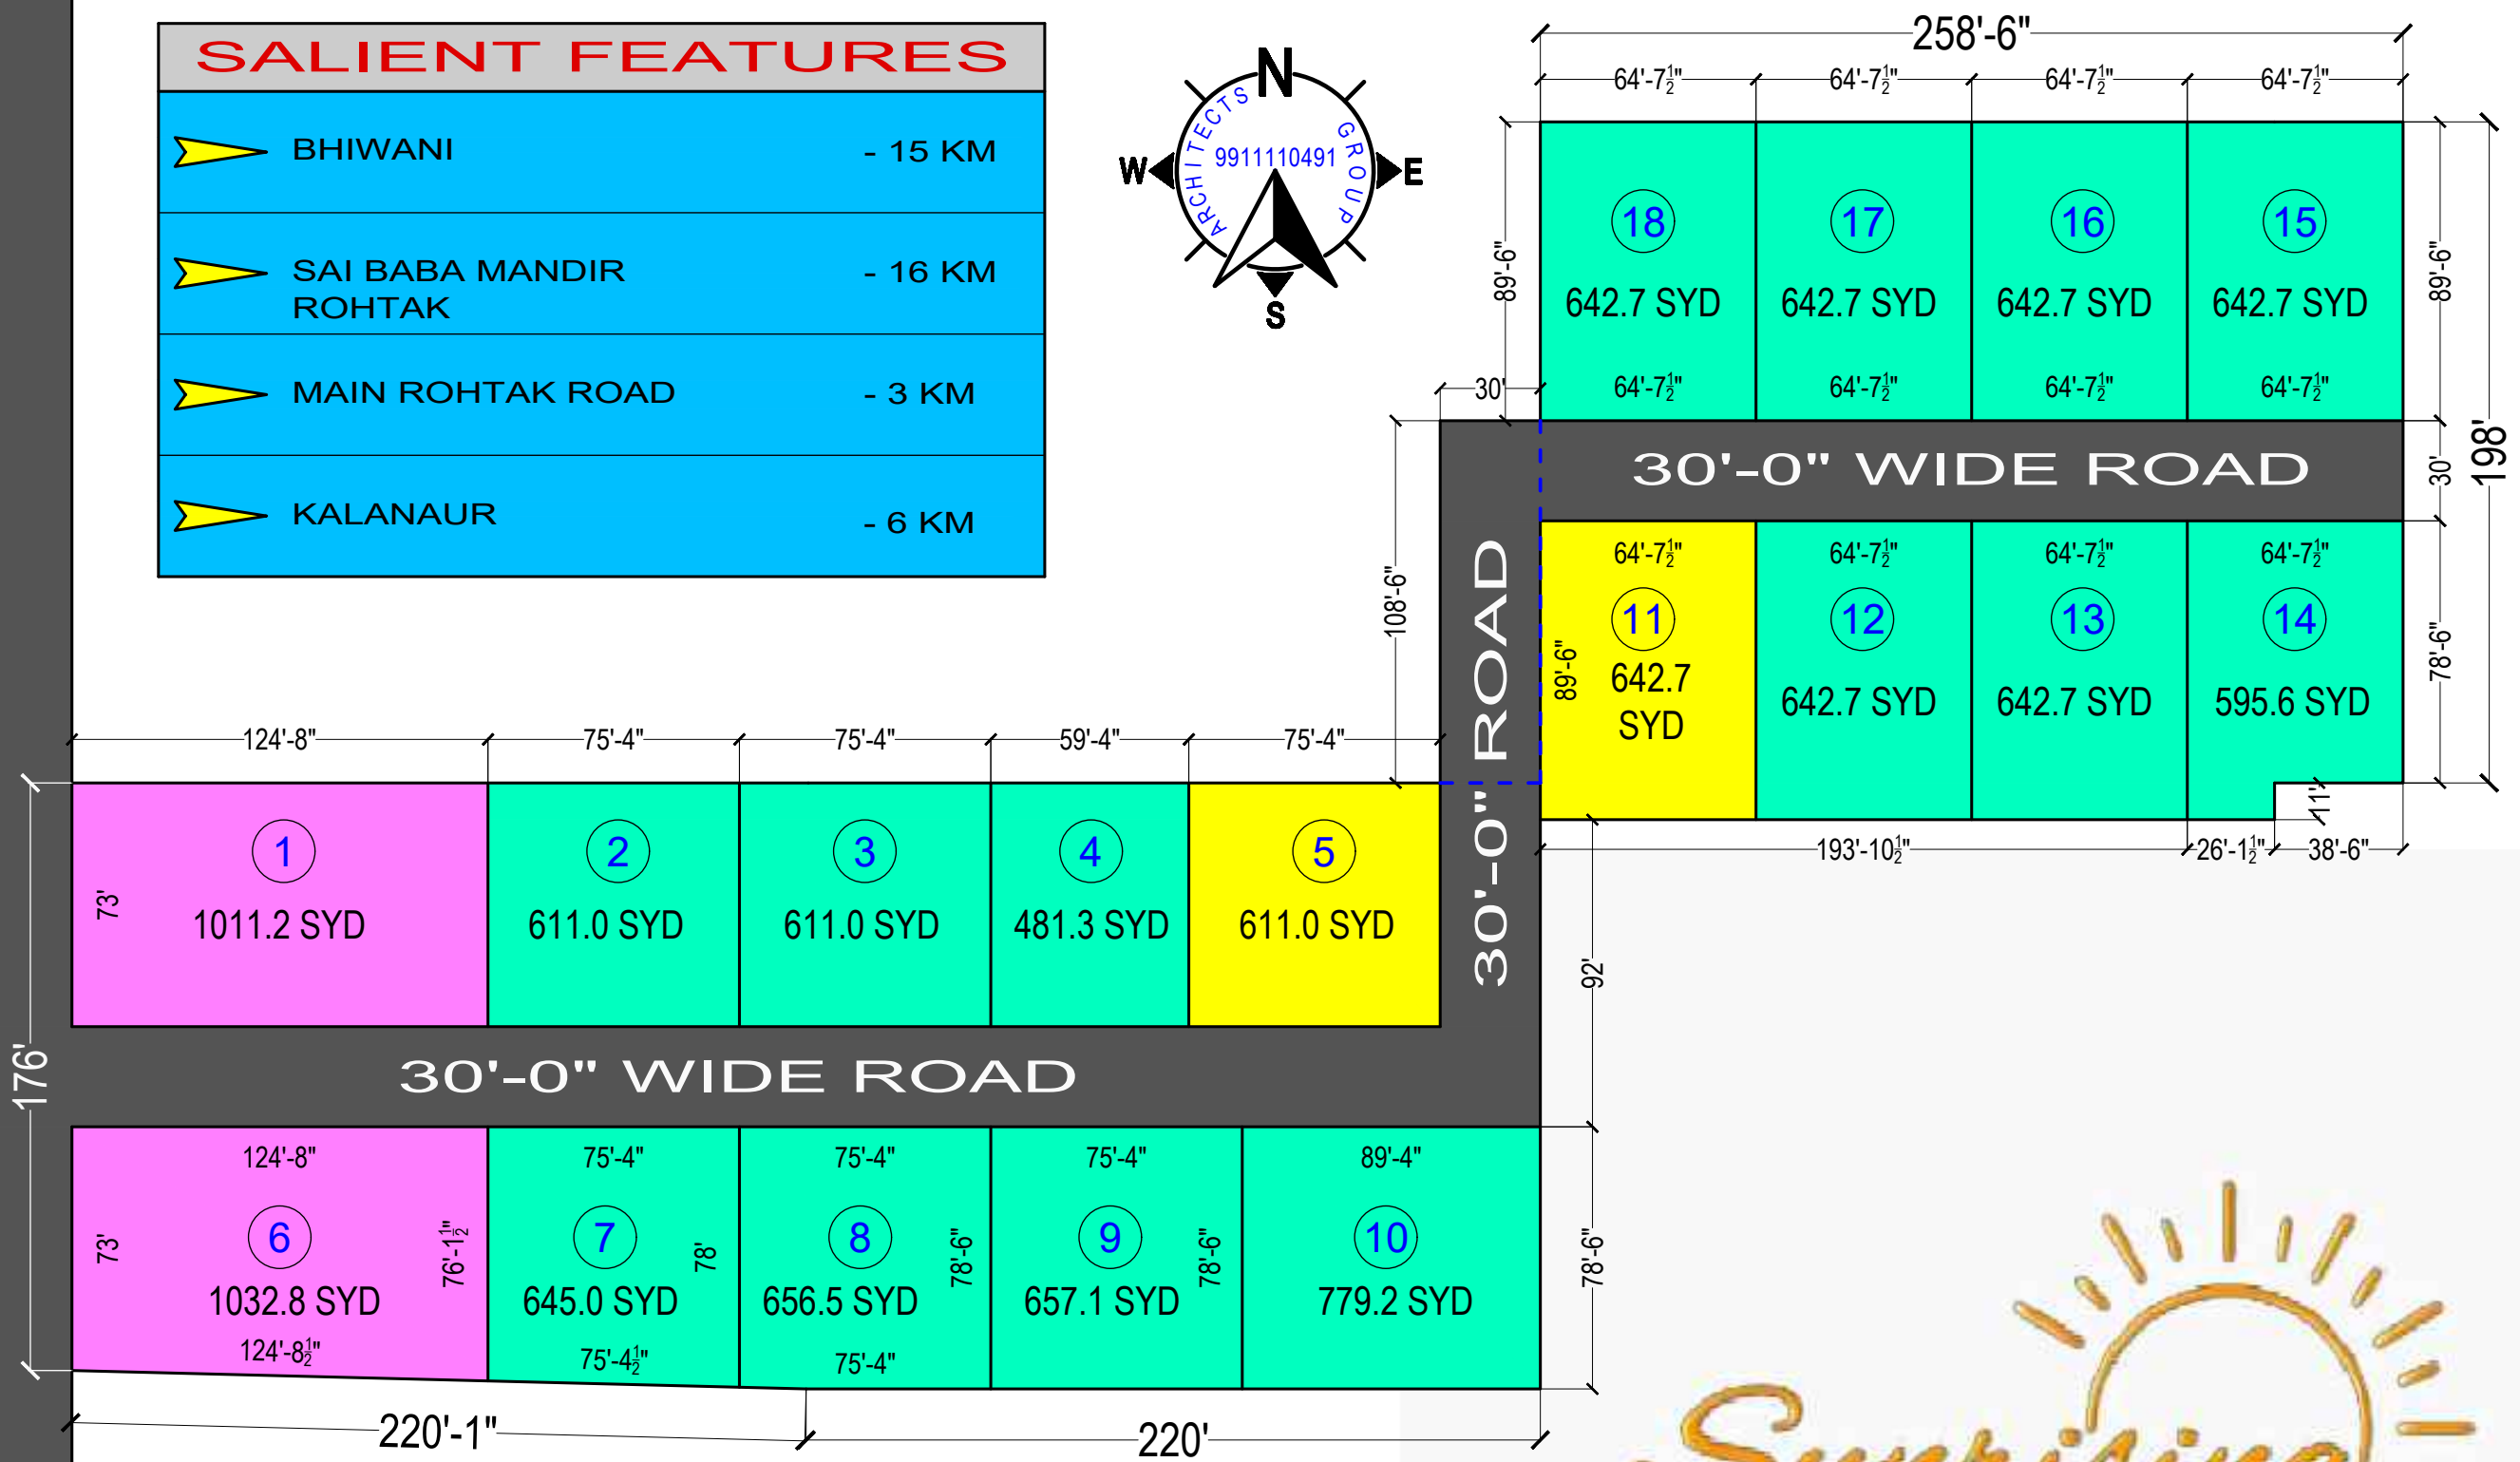 SALIENT FEATURES
BHIWANI - 15 KM
SAI BABA MANDIR - 16 KM
ROHTAK
MAIN ROHTAK ROAD - 3 KM
KALANAUR - 6 KM
N
ARCHITECTS GROUP
9911110491
W E
S
258'-6"
64'-7½" 64'-7½" 64'-7½" 64'-7½"
18 17 16 15
89'-6" 89'-6"
642.7 SYD 642.7 SYD 642.7 SYD 642.7 SYD
30' 64'-7½" 64'-7½" 64'-7½" 64'-7½"
30'-0" WIDE ROAD 30' 198'
64'-7½" 64'-7½" 64'-7½" 64'-7½"
108'-6"
11 12 13 14
89'-6" 78'-6"
642.7
SYD
642.7 SYD 642.7 SYD 595.6 SYD
11'
193'-10½" 26'-1½" 38'-6"
30'-0" ROAD
92'
124'-8" 75'-4" 75'-4" 59'-4" 75'-4"
1 2 3 4 5
73'
1011.2 SYD 611.0 SYD 611.0 SYD 481.3 SYD 611.0 SYD
176'
30'-0" WIDE ROAD
124'-8" 75'-4" 75'-4" 75'-4" 89'-4"
6 7 8 9 10
73' 76'-1½" 78' 78'-6" 78'-6" 78'-6"
1032.8 SYD 645.0 SYD 656.5 SYD 657.1 SYD 779.2 SYD
124'-8½" 75'-4½" 75'-4"
220'-1" 220'